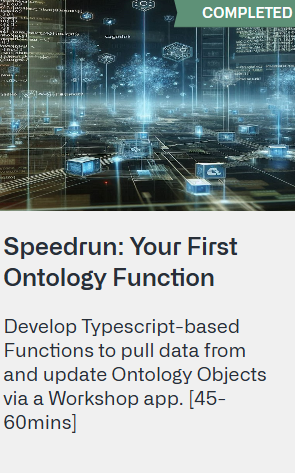 COMPLETED
Speedrun: Your First
Ontology Function
Develop Typescript-based
Functions to pull data from
and update Ontology Objects
via a Workshop app. [45-
60mins]